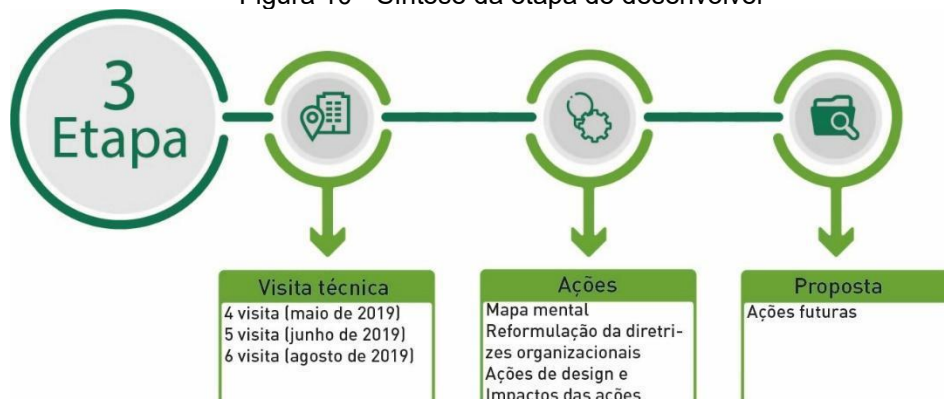 Figura 10 - Síntese da etapa de desenvolver
3
Etapa
Visita técnica
4 visita (maio de 2019)
5 visita (junho de 2019)
6 visita (agosto de 2019)
Ações
Mapa mental
Reformulação da diretri-
zes organizacionais
Ações de design e
Impactos das ações
Proposta
Ações futuras